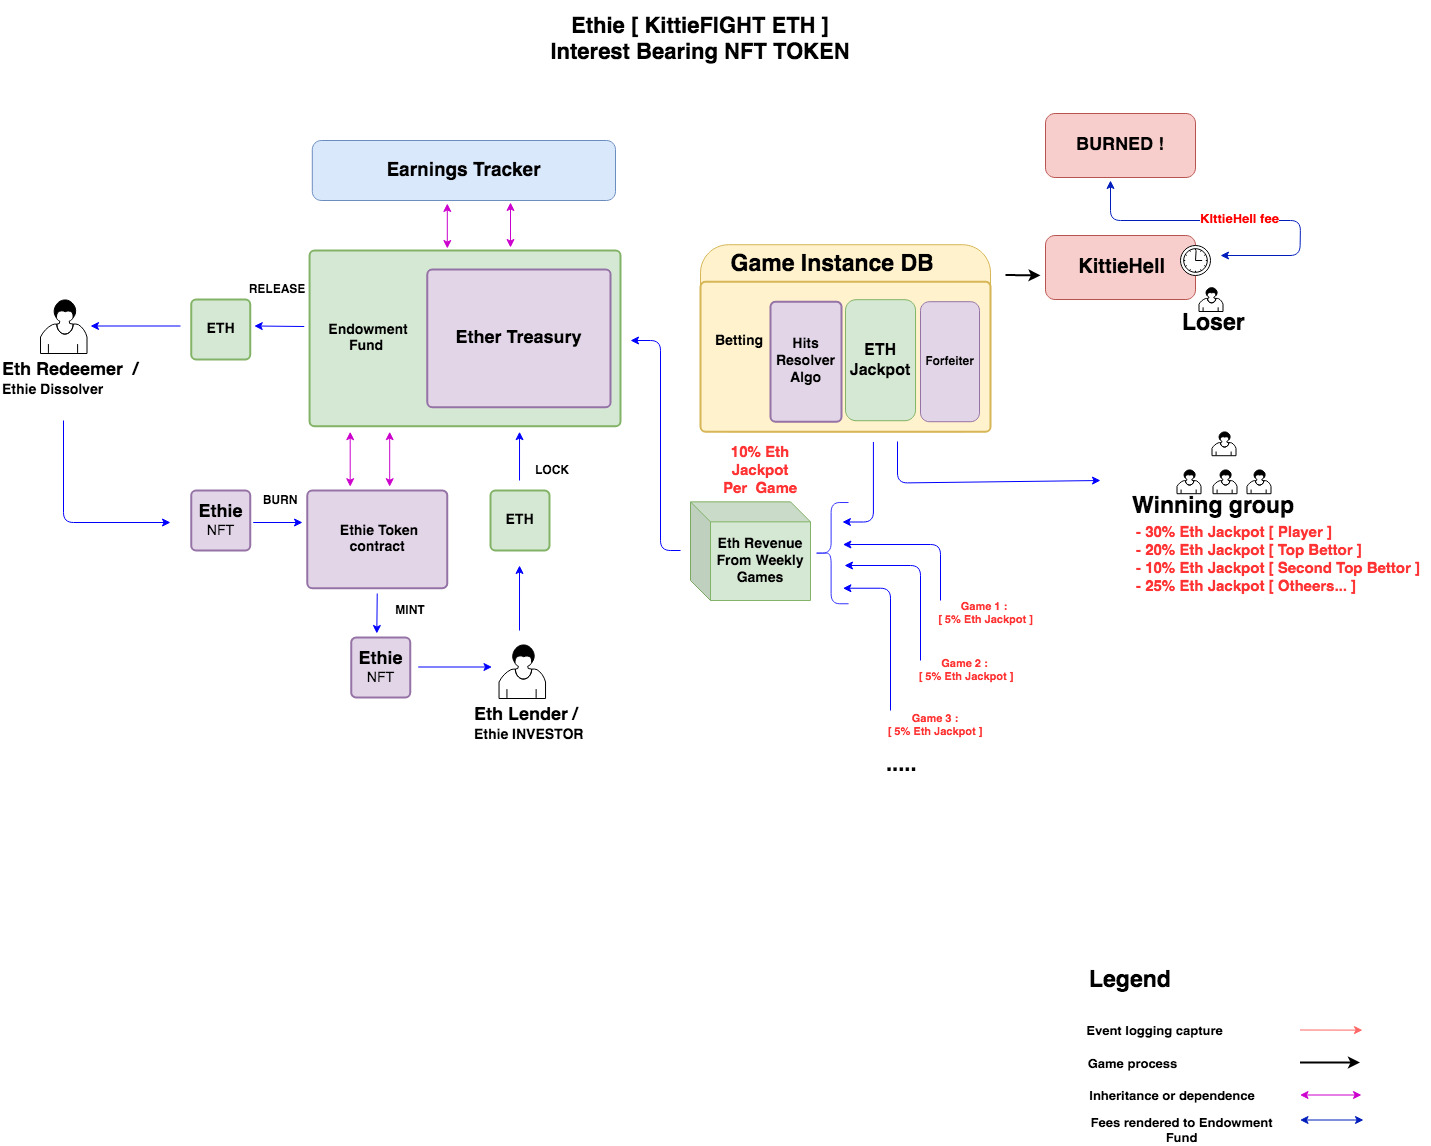 Ethie [ KittieFIGHT ETH ]
Interest Bearing NFT TOKEN
BURNED !
Earnings Tracker
KIttieHell fee
Game Instance DB
KittieHell
RELEASE
ETH
Endowment
Fund
Ether Treasury
Betting
Hits
Resolver
Algo
ETH
Jackpot
Forfeiter
Loser
Eth Redeemer /
Ethie Dissolver
10% Eth
Jackpot
Per Game
LOCK
BURN
Ethie
NFT
Ethie Token
contract
ETH
Eth Revenue
From Weekly
Games
Winning group
- 30% Eth Jackpot [ Player ]
- 20% Eth Jackpot [ Top Bettor ]
- 10% Eth Jackpot [ Second Top Bettor ]
- 25% Eth Jackpot [ Otheers... ]
MINT
Game 1 :
[ 5% Eth Jackpot ]
Ethie
NFT
Game 2 :
[ 5% Eth Jackpot ]
Eth Lender /
Ethie INVESTOR
Game 3 :
[ 5% Eth Jackpot ]
.....
Legend
Event logging capture
Game process
Inheritance or dependence
Fees rendered to Endowment
Fund